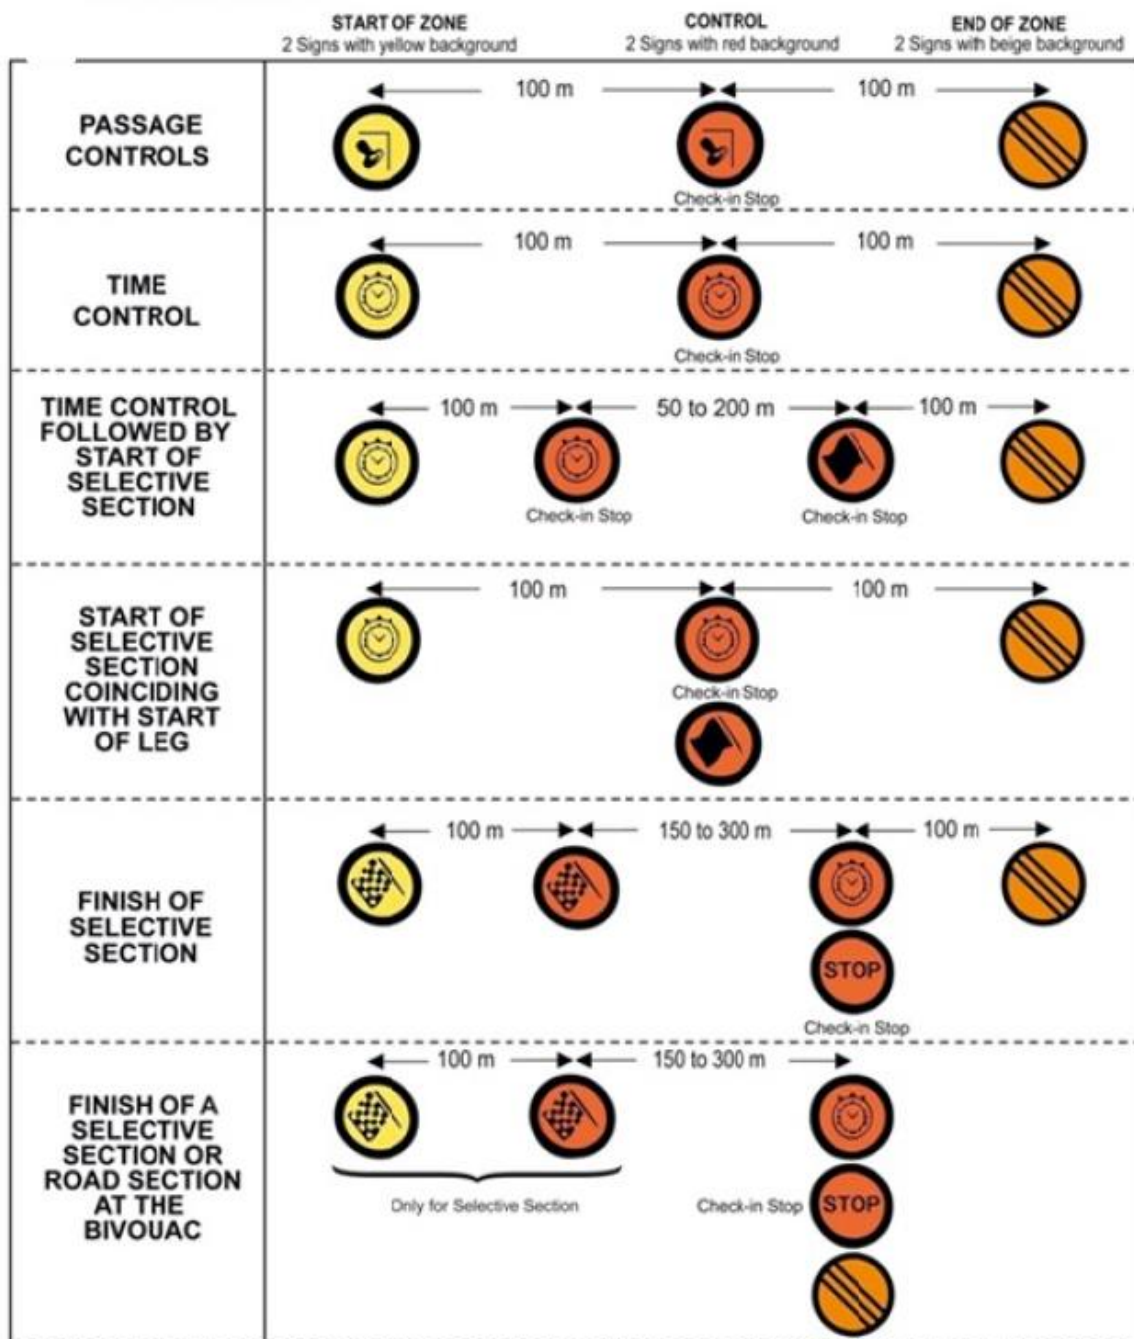 START OF ZONE
2 Signs with yellow background
CONTROL
2 Signs with red background
END OF ZONE
2 Signs with beige background
PASSAGE
CONTROLS
100 m
100 m
Check-in Stop
TIME
CONTROL
100 m
100 m
Check-in Stop
TIME CONTROL
FOLLOWED BY
START OF
SELECTIVE
SECTION
100 m
50 to 200 m
100 m
Check-in Stop
Check-in Stop
START OF
SELECTIVE
SECTION
COINCIDING
WITH START
OF LEG
100 m
100 m
Check-in Stop
FINISH OF
SELECTIVE
SECTION
100 m
150 to 300 m
100 m
STOP
Check-in Stop
FINISH OF A
SELECTIVE
SECTION OR
ROAD SECTION
AT THE
BIVOUAC
100 m
150 to 300 m
Only for Selective Section
Check-in Stop
STOP